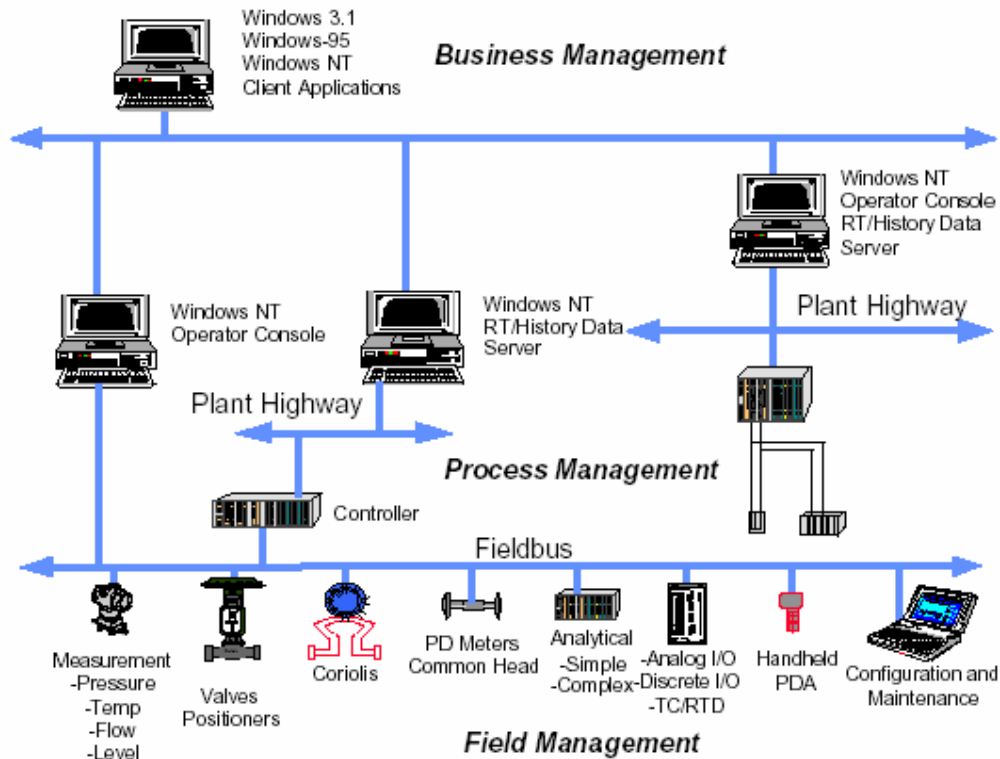 Windows 3.1
Windows-95
Windows NT
Client Applications
Business Management
Windows NT
Operator Console
RT/History Data
Server
Windows NT
Operator Console
Windows NT
RT/History Data
Server
Plant Highway
Plant Highway
Process Management
Controller
Fieldbus
Measurement
-Pressure
-Temp
-Flow
-Level
Valves
Positioners
Coriolis
PD Meters
Common Head
Analytical
-Simple
-Complex
-Analog I/O
-Discrete I/O
-TC/RTD
Handheld
PDA
Configuration and
Maintenance
Field Management